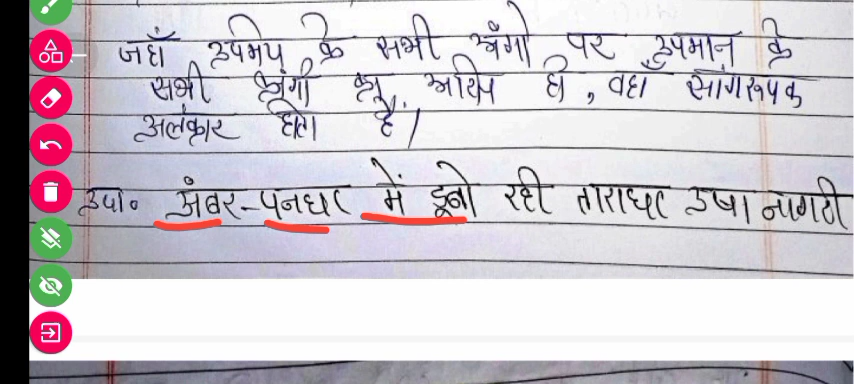 जहाँ उपमेय के सभी अंगों पर उपमान के
सभी अंगों का आरोप हो, वहाँ सांगरूपक
अलंकार होता है।
उदा० अंबर-पनघट में डूबो रही ताराघट उषा नागरी